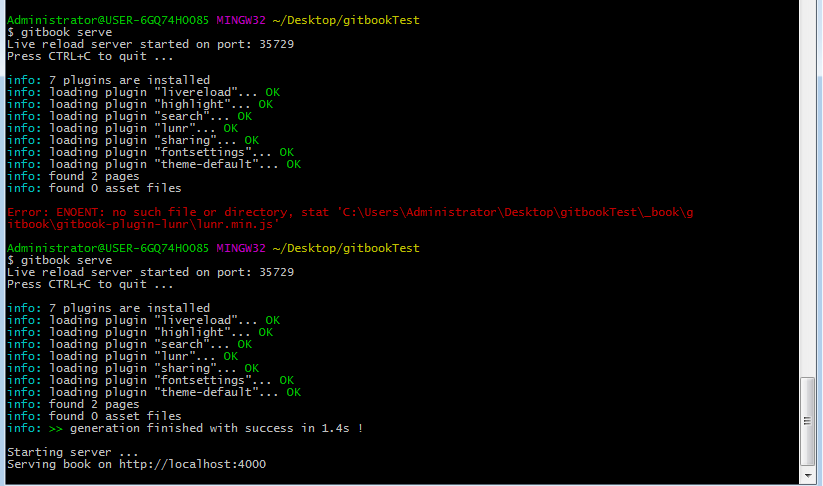 Administrator@USER-6GQ74HO085 MINGW32 ~/Desktop/gitbookTest
$ gitbook serve
Live reload server started on port: 35729
Press CTRL+C to quit ...
info: 7 plugins are installed
info: loading plugin "livereload"... OK
info: loading plugin "highlight"... OK
info: loading plugin "search"... OK
info: loading plugin "lunr"... OK
info: loading plugin "sharing"... OK
info: loading plugin "fontsettings"... OK
info: loading plugin "theme-default"... OK
info: found 2 pages
info: found 0 asset files
Error: ENOENT: no such file or directory, stat 'C:\Users\Administrator\Desktop\gitbookTest\_book\g
itbook\gitbook-plugin-lunr\lunr.min.js'
Administrator@USER-6GQ74HO085 MINGW32 ~/Desktop/gitbookTest
$ gitbook serve
Live reload server started on port: 35729
Press CTRL+C to quit ...
info: 7 plugins are installed
info: loading plugin "livereload"... OK
info: loading plugin "highlight"... OK
info: loading plugin "search"... OK
info: loading plugin "lunr"... OK
info: loading plugin "sharing"... OK
info: loading plugin "fontsettings"... OK
info: loading plugin "theme-default"... OK
info: found 2 pages
info: found 0 asset files
info: >> generation finished with success in 1.4s !
Starting server ...
Serving book on http://localhost:4000